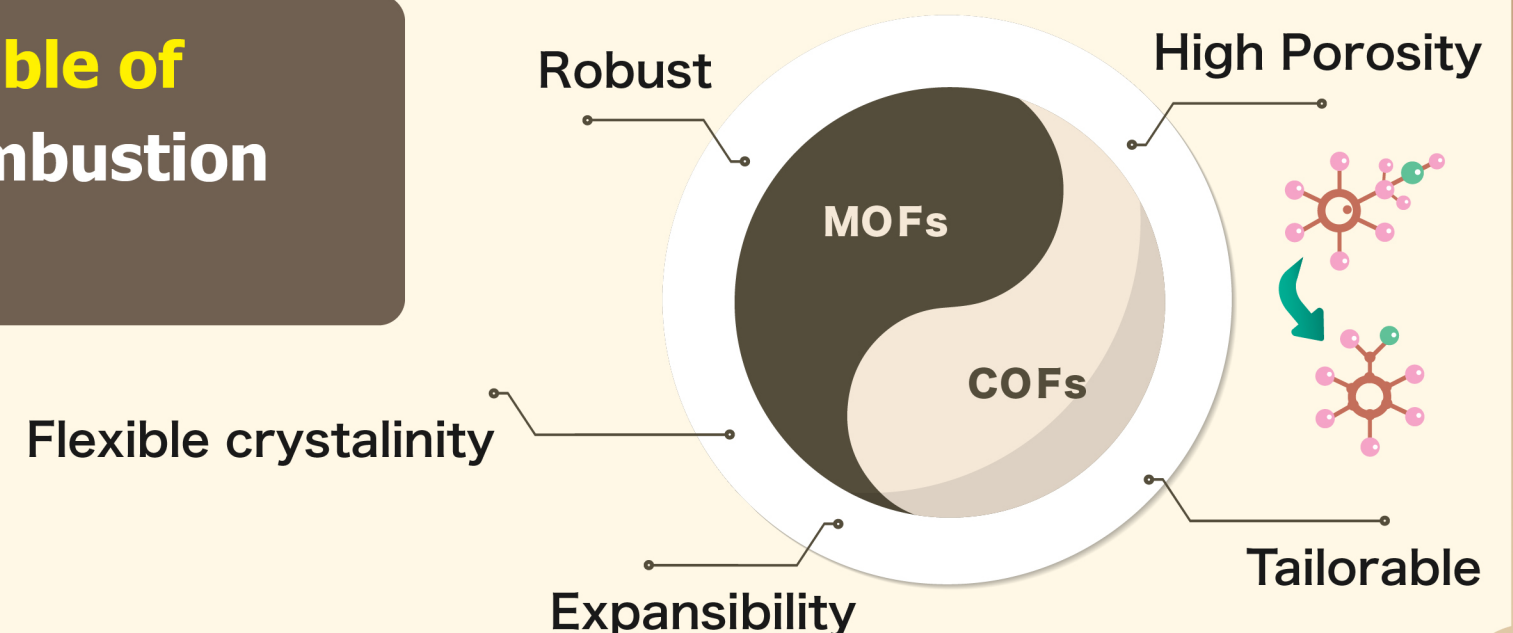 ble of
mbustion
Robust
High Porosity
MOFs
COFs
Flexible crystalinity
Tailorable
Expansibility